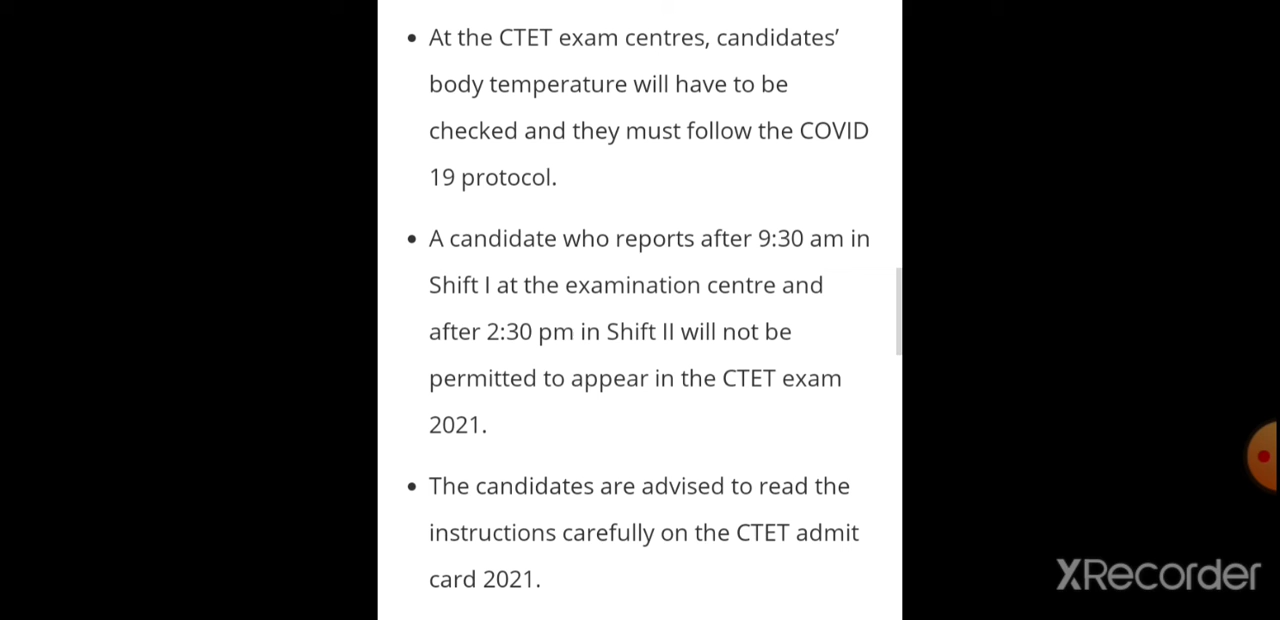 At the CTET exam centres, candidates’
body temperature will have to be
checked and they must follow the COVID
19 protocol.
A candidate who reports after 9:30 am in
Shift I at the examination centre and
after 2:30 pm in Shift II will not be
permitted to appear in the CTET exam
2021.
The candidates are advised to read the
instructions carefully on the CTET admit
card 2021.
XRecorder